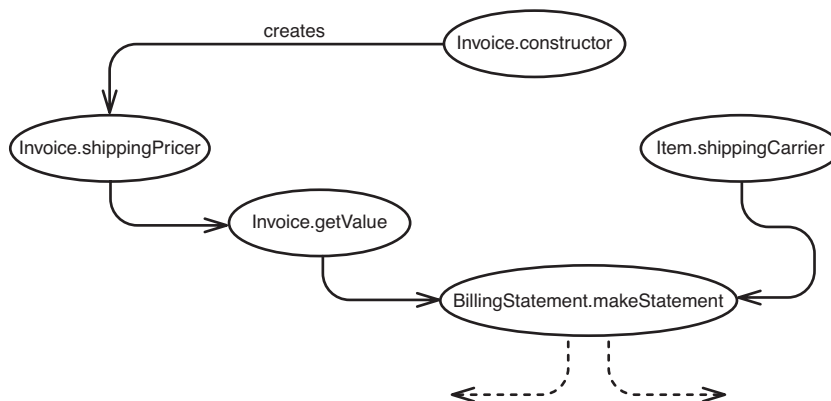 creates
Invoice.constructor
Invoice.shippingPricer
Item.shippingCarrier
Invoice.getValue
BillingStatement.makeStatement